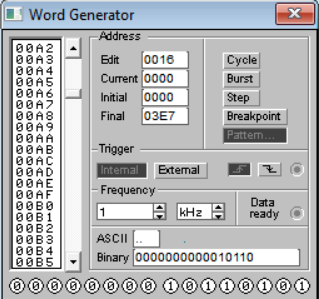 Word Generator
00A2
00A3
00A4
00A5
00A6
00A7
00A8
00A9
00AA
00AB
00AC
00AD
00AE
00AF
00B0
00B1
00B2
00B3
00B4
00B5
Address
Edit 0016
Current 0000
Initial 0000
Final 03E7
Cycle
Burst
Step
Breakpoint
Pattern...
Trigger
Internal External
Frequency
1 kHz
Data ready
ASCII ..
Binary 0000000000010110
0 0 0 0 0 0 0 0 1 0 1 1 0 1 0 1